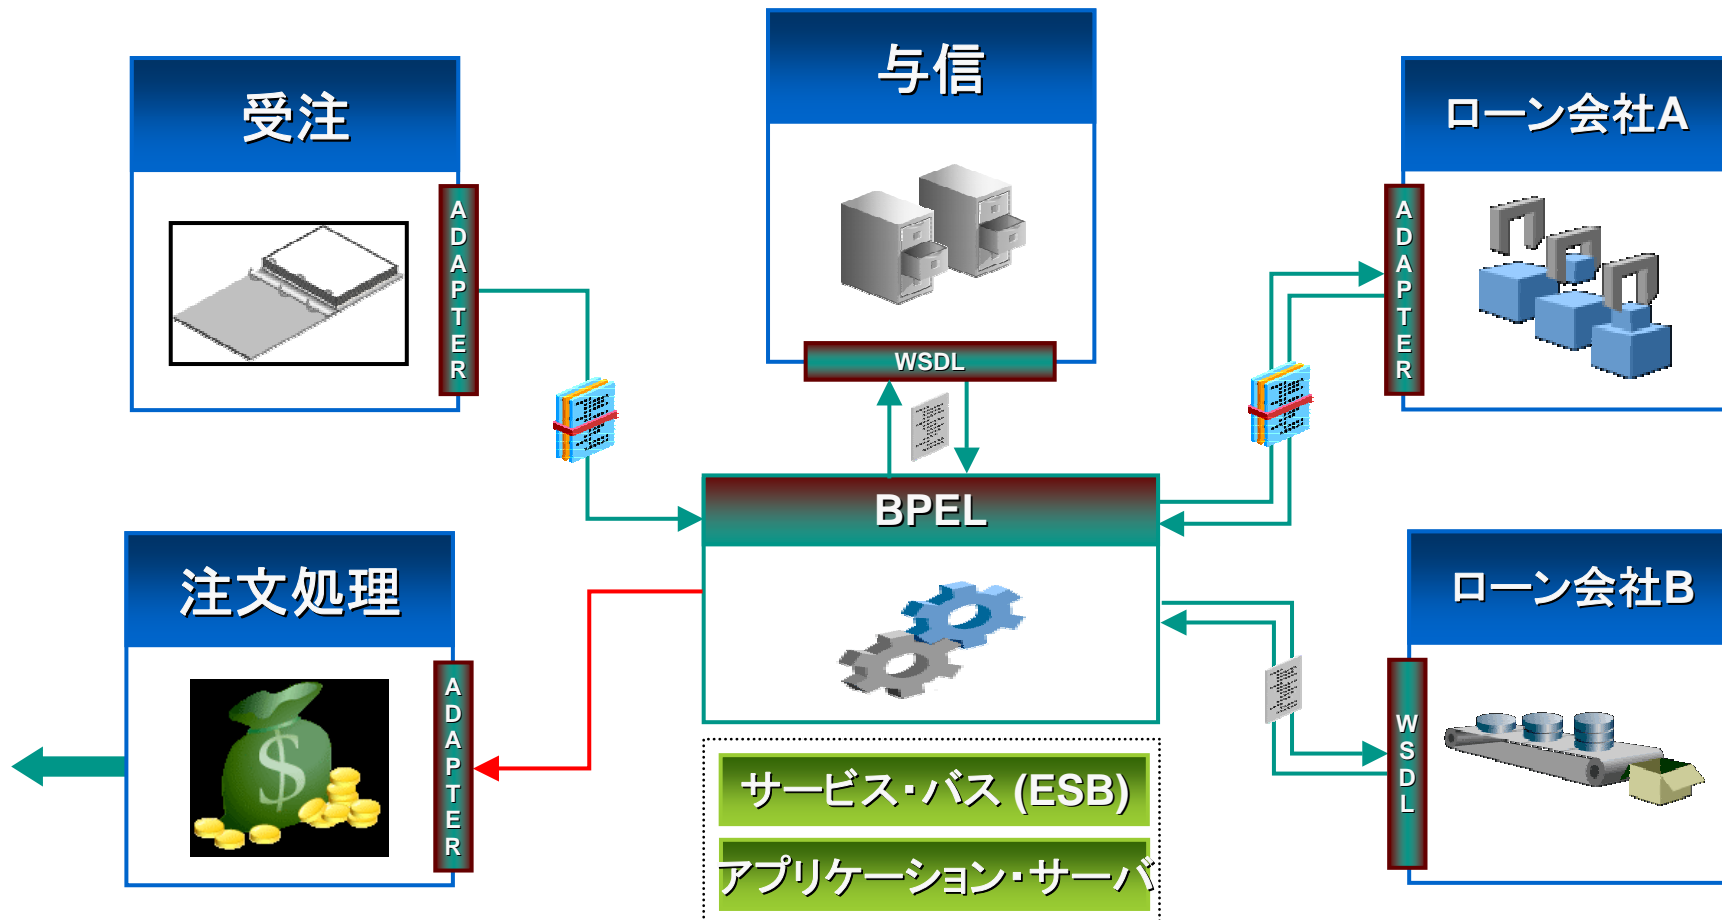 受注
与信
ローン会社A
ADAPTER
ADAPTER
WSDL
BPEL
注文処理
ローン会社B
ADAPTER
WSDL
サービス・バス (ESB)
アプリケーション・サーバ